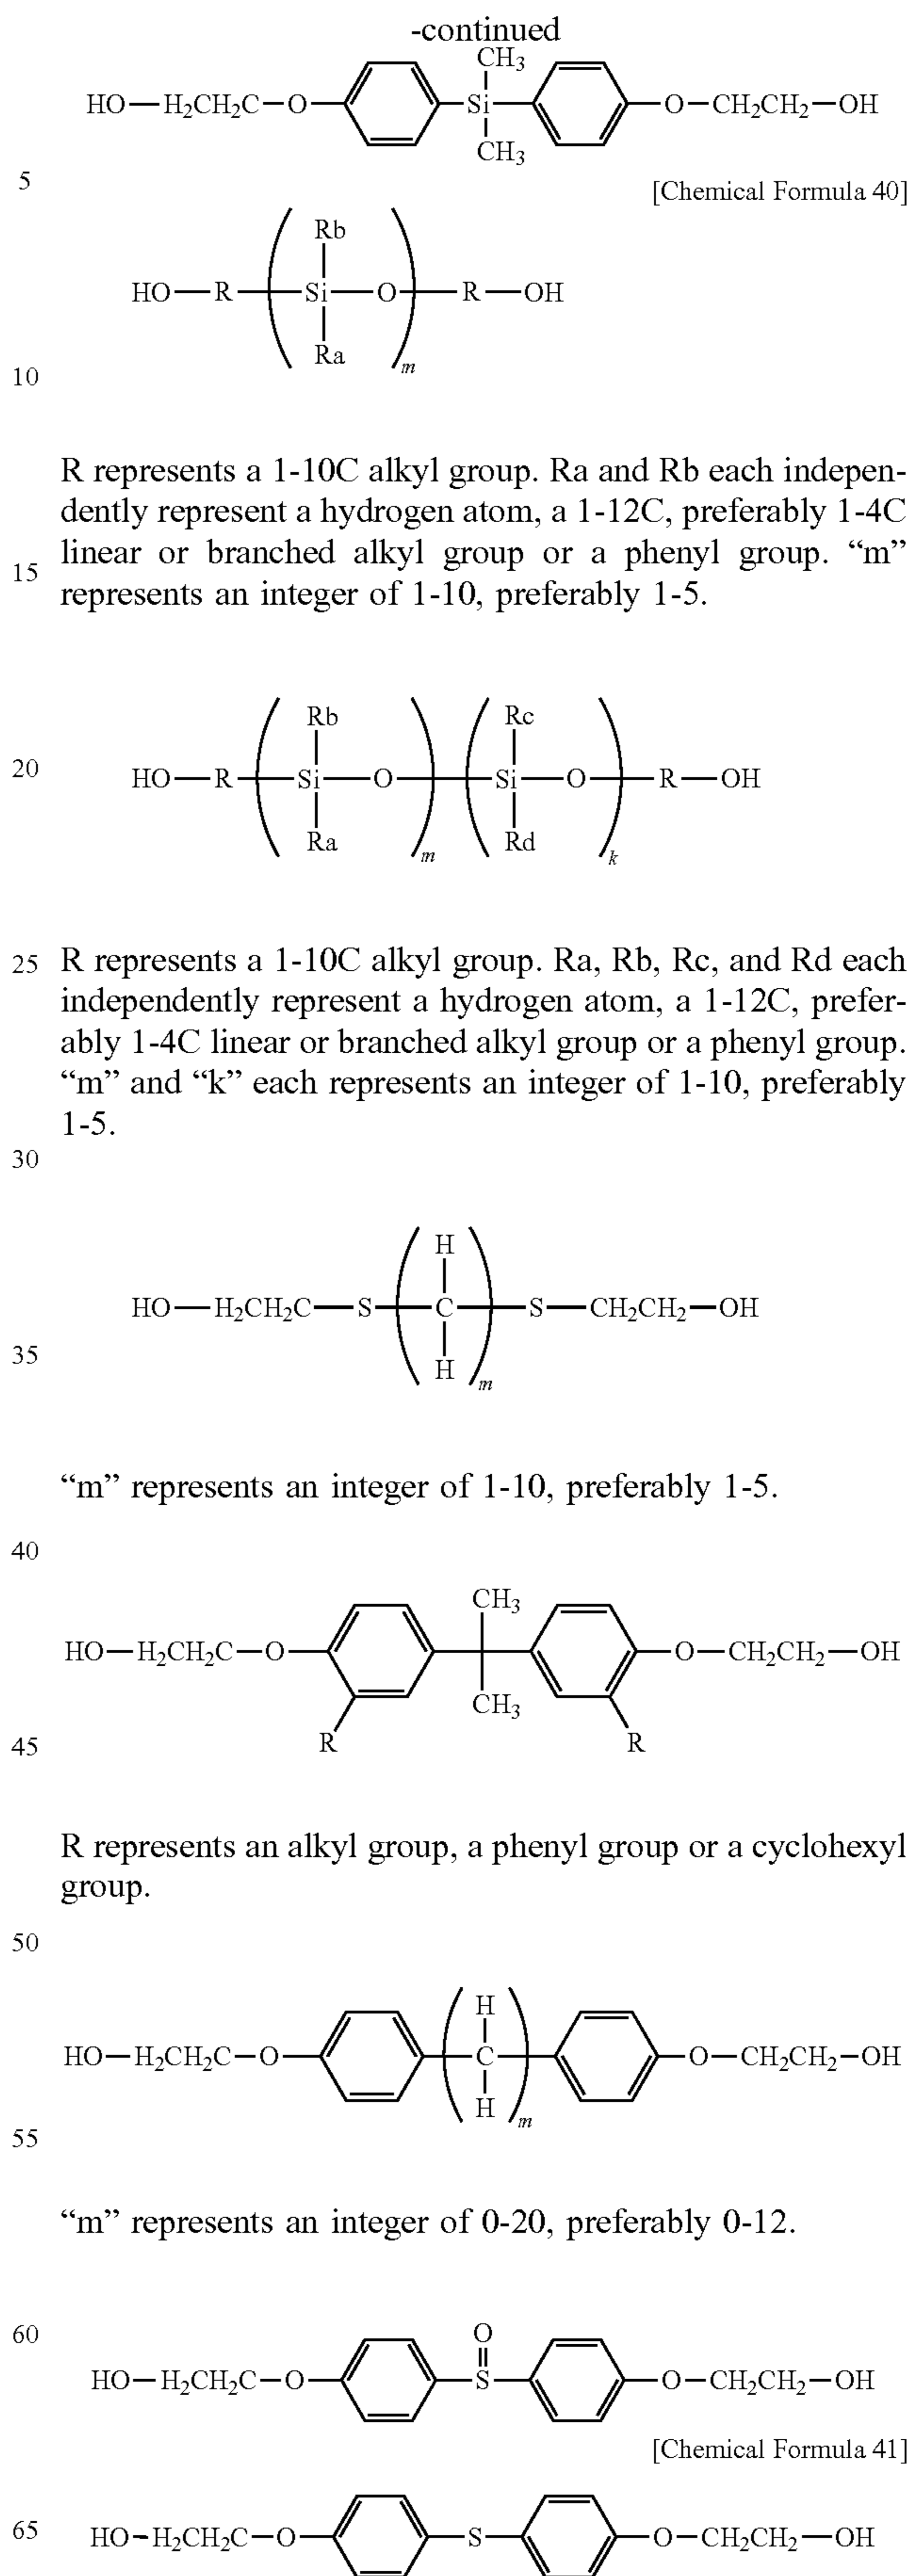 -continued
CH3
HO—H2CH2C—O Si O—CH2CH2—OH
CH3
5
[Chemical Formula 40]
Rb
HO—R Si—O R—OH
Ra
m
10
R represents a 1-10C alkyl group. Ra and Rb each indepen-
dently represent a hydrogen atom, a 1-12C, preferably 1-4C
linear or branched alkyl group or a phenyl group. “m”
15
represents an integer of 1-10, preferably 1-5.
Rb Rc
20
HO—R Si—O Si—O R—OH
Ra Rd
m k
25
R represents a 1-10C alkyl group. Ra, Rb, Rc, and Rd each
independently represent a hydrogen atom, a 1-12C, prefer-
ably 1-4C linear or branched alkyl group or a phenyl group.
“m” and “k” each represents an integer of 1-10, preferably
1-5.
30
H
HO—H2CH2C—S C S—CH2CH2—OH
35
H
m
“m” represents an integer of 1-10, preferably 1-5.
40
CH3
HO—H2CH2C—O O—CH2CH2—OH
CH3
45
R R
R represents an alkyl group, a phenyl group or a cyclohexyl
group.
50
H
HO—H2CH2C—O C O—CH2CH2—OH
H
m
55
“m” represents an integer of 0-20, preferably 0-12.
60
O
HO—H2CH2C—O S O—CH2CH2—OH
[Chemical Formula 41]
65
HO—H2CH2C—O S O—CH2CH2—OH